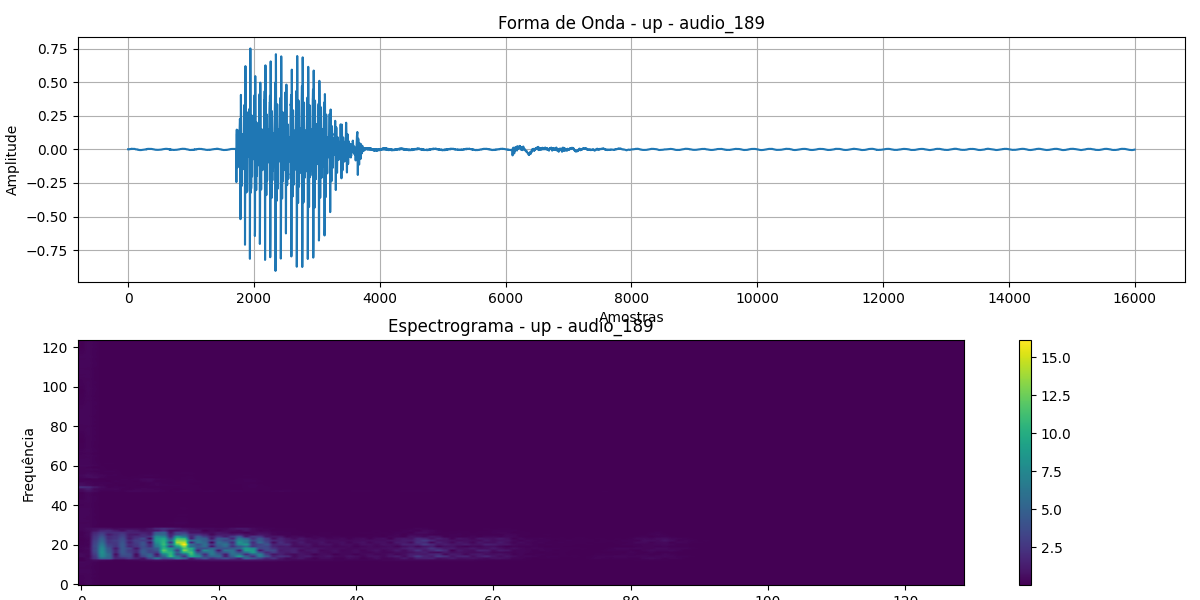 Forma de Onda - up - audio_189
0.75
0.50
0.25
0.00
−0.25
−0.50
−0.75
Amplitude
0 2000 4000 6000 8000 10000 12000 14000 16000
Amostras
Espectrograma - up - audio_189
120
100
80
60
40
20
0
Frequência
0 20 40 60 80 100 120
15.0
12.5
10.0
7.5
5.0
2.5